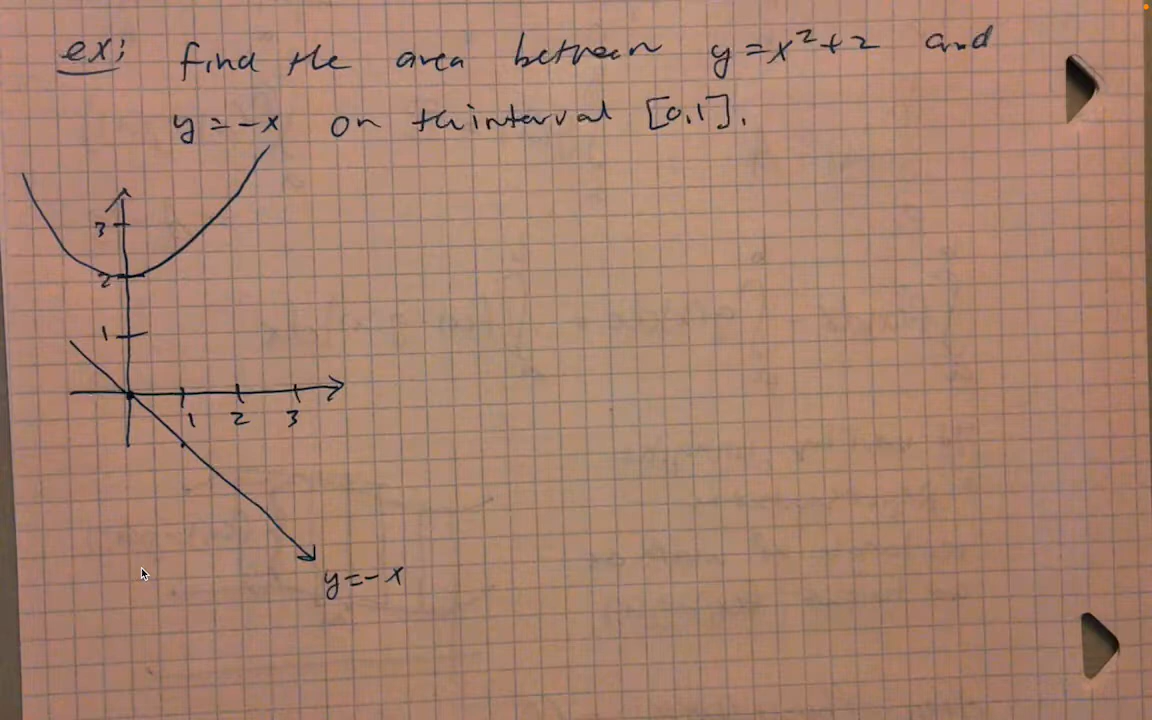 ex: find the area between y = x² + 2 and
y = -x on the interval [0,1].
3
2
1
1 2 3
y = -x